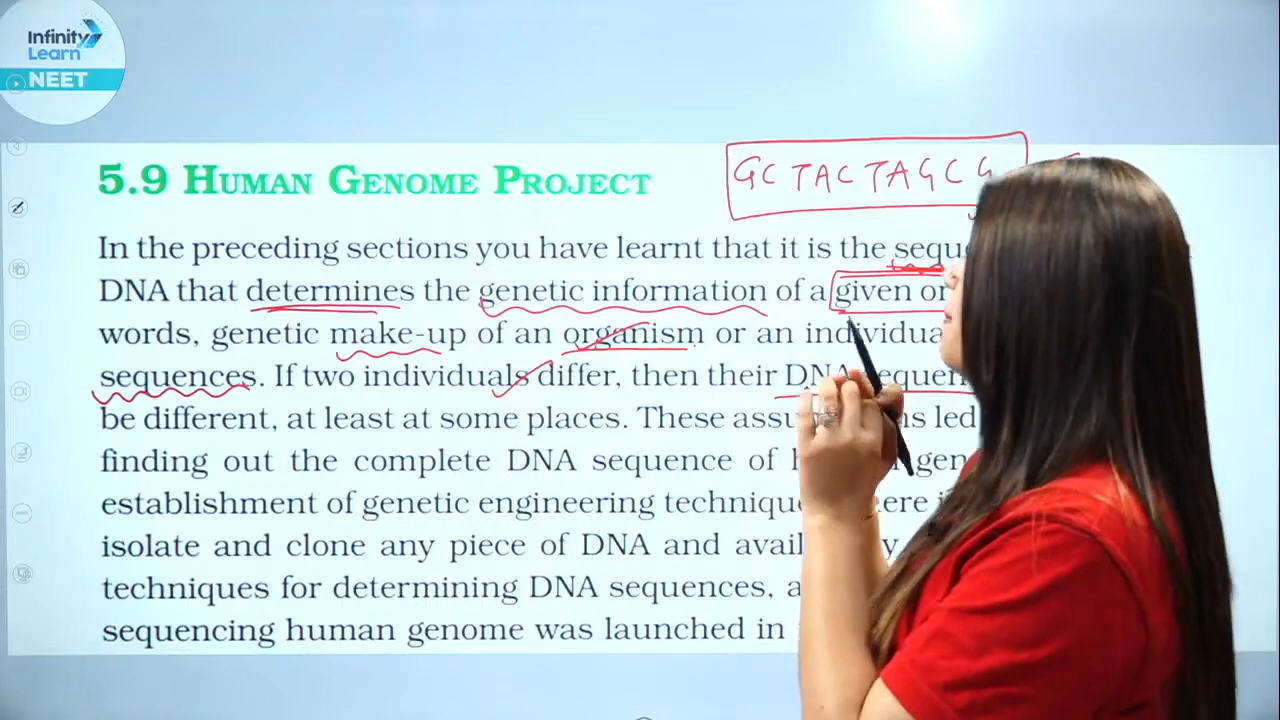 Infinity
Learn
NEET
5.9 HUMAN GENOME PROJECT
GCTACTAGCG
In the preceding sections you have learnt that it is the
DNA that determines the genetic information of a given
words, genetic make-up of an organism or an
sequences. If two individuals differ, then their DNA
be different, at least at some places. These led
finding out the complete DNA sequence of
establishment of genetic engineering
isolate and clone any piece of DNA and
techniques for determining DNA sequences,
sequencing human genome was launched in